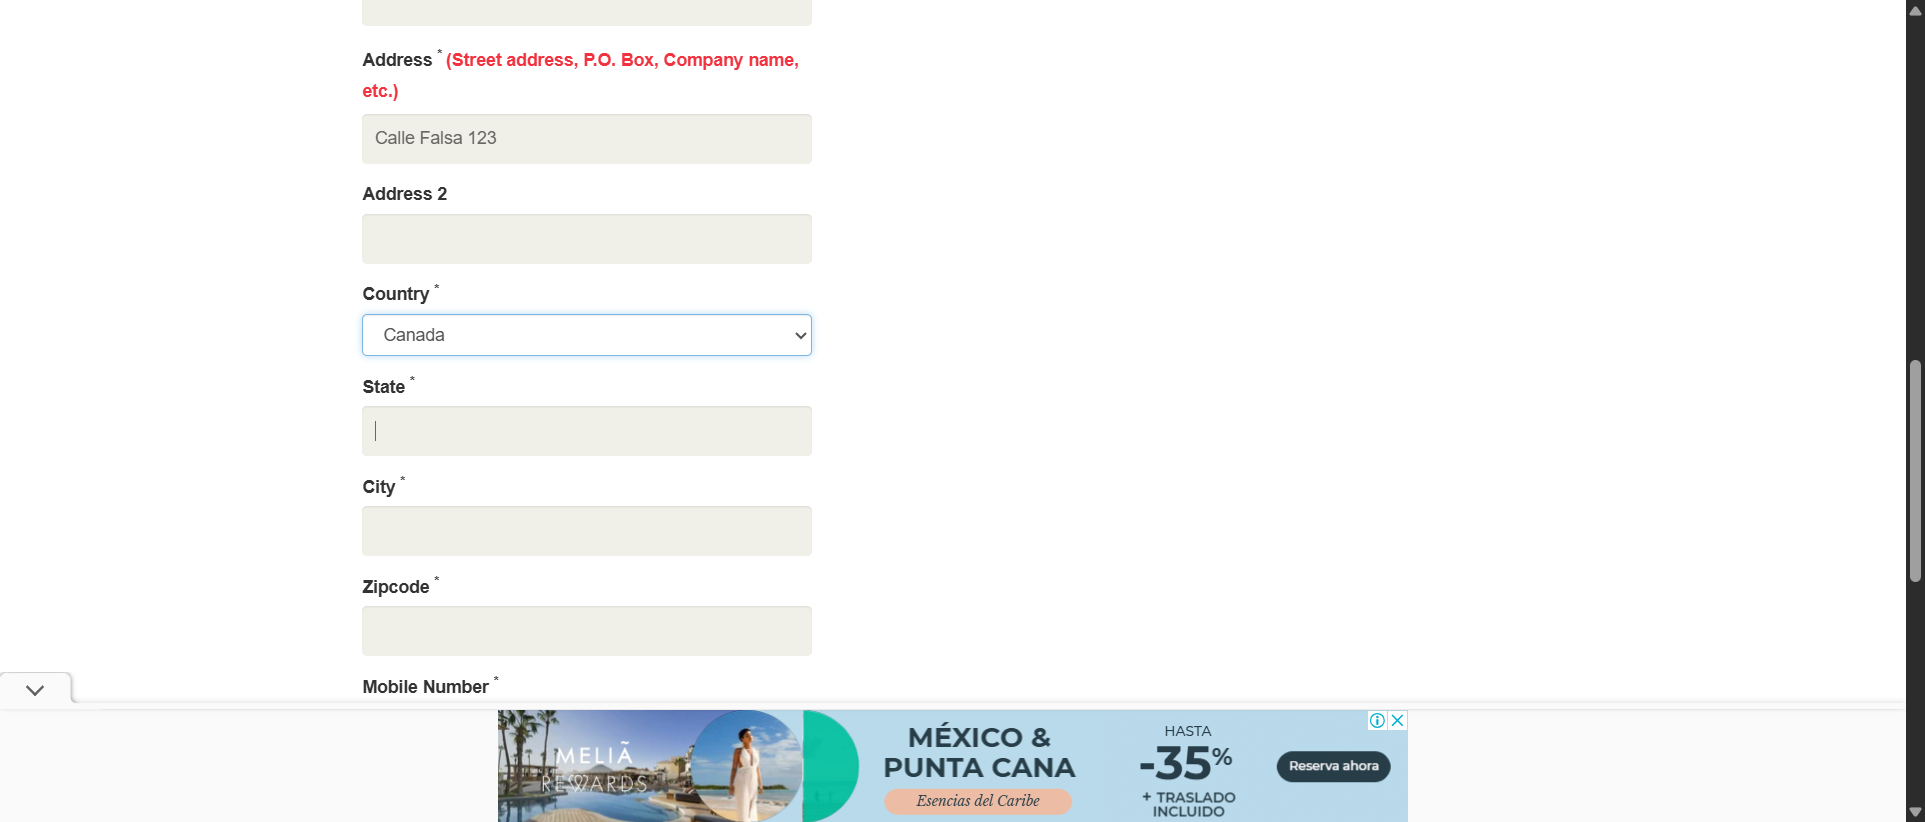 Address * (Street address, P.O. Box, Company name,
etc.)
Calle Falsa 123
Address 2
Country *
Canada
State *
City *
Zipcode *
Mobile Number *
MELIÃ
REWARDS
MÉXICO &
PUNTA CANA
Esencias del Caribe
HASTA
-35%
+ TRASLADO
INCLUIDO
Reserva ahora